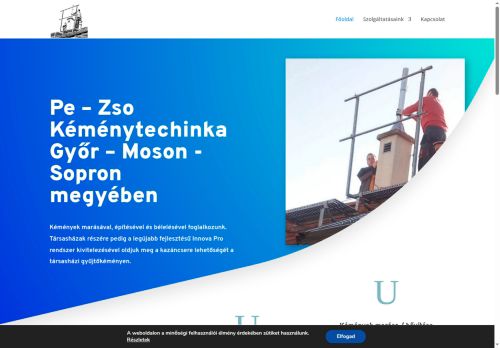 Főoldal
Szolgáltatásaink 3
Kapcsolat
Pe – Zso
Kéménytechinka
Győr – Moson -
Sopron
megyében
Kémények marásával, építésével és bélelésével foglalkozunk.
Társasházak részére pedig a legújabb fejlesztésű Innova Pro
rendszer kivitelezésével oldjuk meg a kazáncsere lehetőségét a
társasházi gyűjtőkéményen.
U
U
A weboldalon a minőségi felhasználói élmény érdekében sütiket használunk.
Részletek
Elfogad